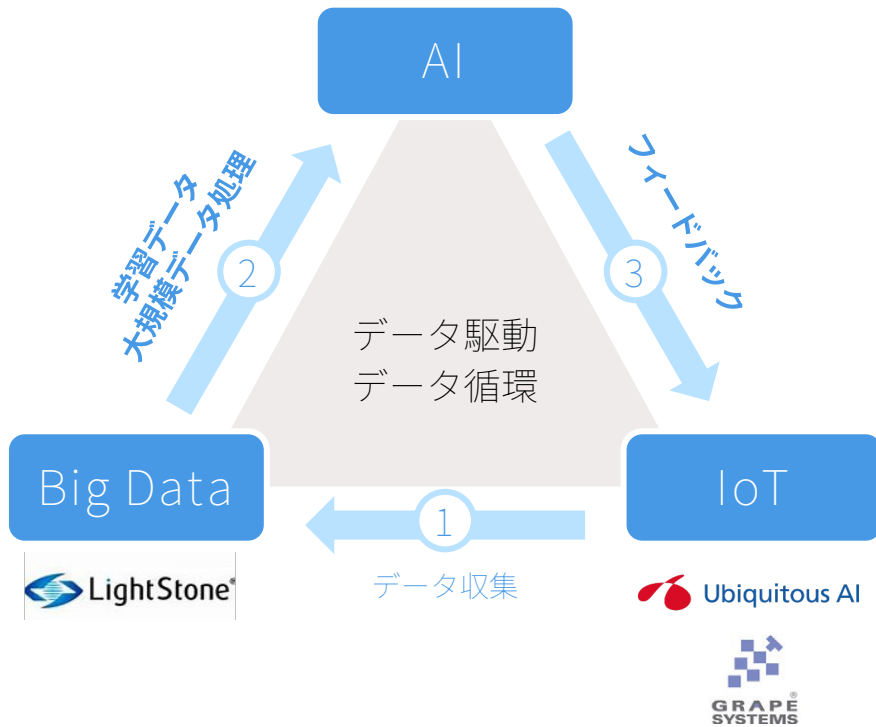 AI
学習データ
大規模データ処理
2
フィードバック
3
データ駆動
データ循環
Big Data
IoT
1
データ収集
LightStone®
Ubiquitous AI
GRAPE®
SYSTEMS